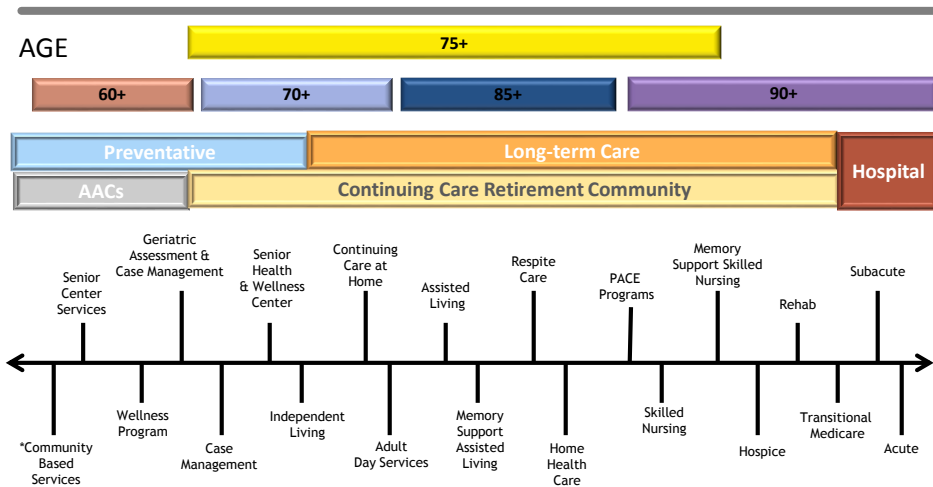 AGE
75+
60+
70+
85+
90+
Preventative
Long-term Care
Hospital
AACs
Continuing Care Retirement Community
Senior
Center
Services
Geriatric
Assessment &
Case Management
Senior
Health
& Wellness
Center
Continuing
Care at
Home
Assisted
Living
Respite
Care
PACE
Programs
Memory
Support Skilled
Nursing
Rehab
Subacute
*Community
Based
Services
Wellness
Program
Case
Management
Independent
Living
Adult
Day Services
Memory
Support
Assisted
Living
Home
Health
Care
Skilled
Nursing
Hospice
Transitional
Medicare
Acute